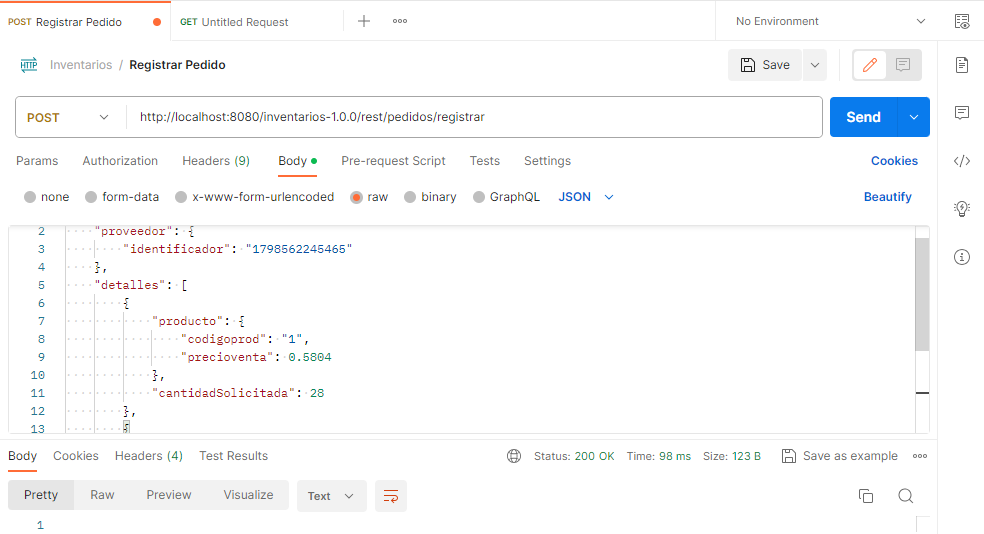 POST Registrar Pedido GET Untitled Request No Environment
HTTP Inventarios / Registrar Pedido Save
POST http://localhost:8080/inventarios-1.0.0/rest/pedidos/registrar Send
Params Authorization Headers (9) Body Pre-request Script Tests Settings Cookies
none form-data x-www-form-urlencoded raw binary GraphQL JSON Beautify
2 "proveedor": {
3 "identificador": "1798562245465"
4 },
5 "detalles": [
6 {
7 "producto": {
8 "codigoprod": "1",
9 "precioventa": 0.5804
10 },
11 "cantidadSolicitada": 28
12 },
13 {
Body Cookies Headers (4) Test Results Status: 200 OK Time: 98 ms Size: 123 B Save as example
Pretty Raw Preview Visualize Text
1